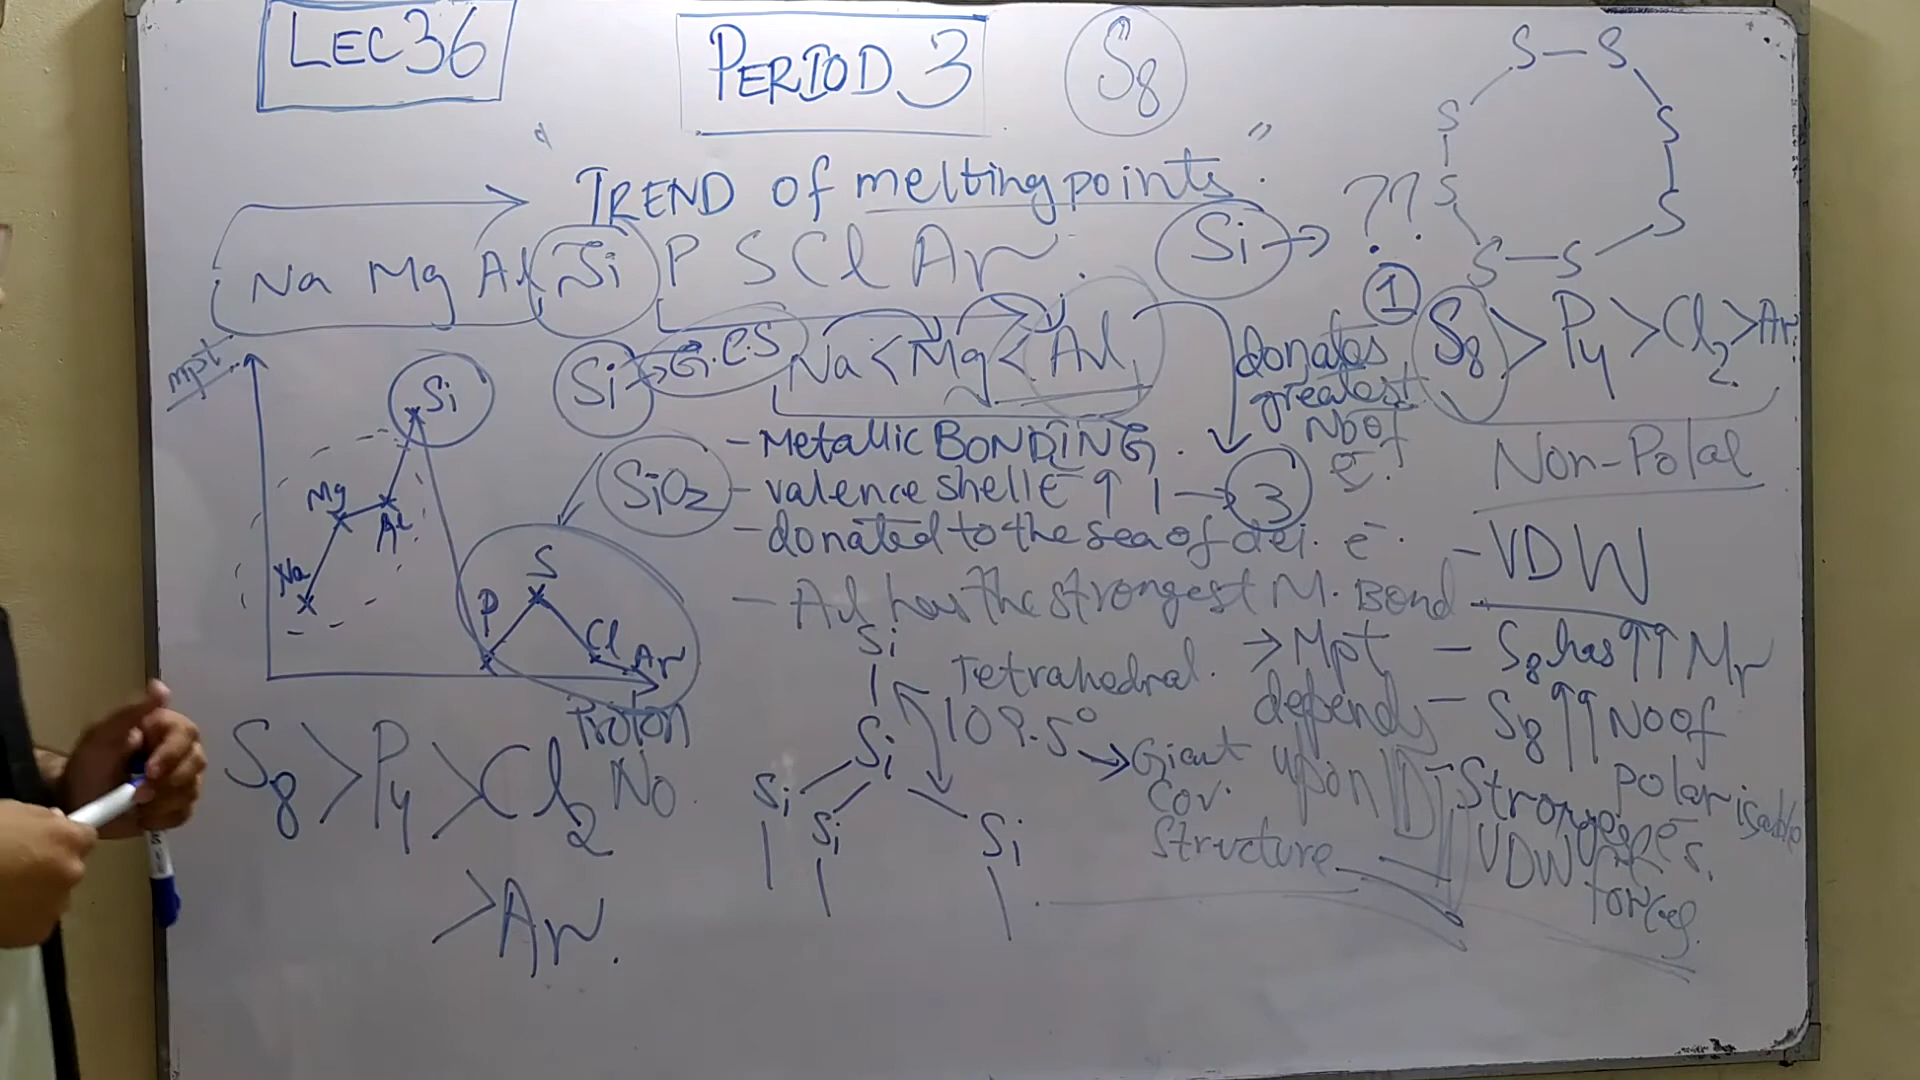 LEC 36
PERIOD 3
S8
"TREND OF melting points."
Na Mg Al Si P S Cl Ar.
Si → ??
S — S
S
S
S
S
S — S
mpt.
Si
Mg
Al
Na
P
S
Cl
Ar
Proton
No.
Si → G.C.S
SiO2
Na < Mg < Al
donates
greatest
No of
e-.
- Metallic BONDING.
- valence shell e- ↑ 1 → 3
- donated to the sea of del. e-.
- Al has the strongest M. Bond
① S8 > P4 > Cl2 > Ar.
Non-Polar
- VDW
- S8 has ↑↑ Mr
- S8 ↑↑ No of
polarisable
e-s.
- Strongest
VDW
forces.
→ Mpt
depends
upon ID
Si
Si
Si
Si
Si
Tetrahedral.
109.5°
→ Giant
Cov.
Structure
S8 > P4 > Cl2
> Ar.